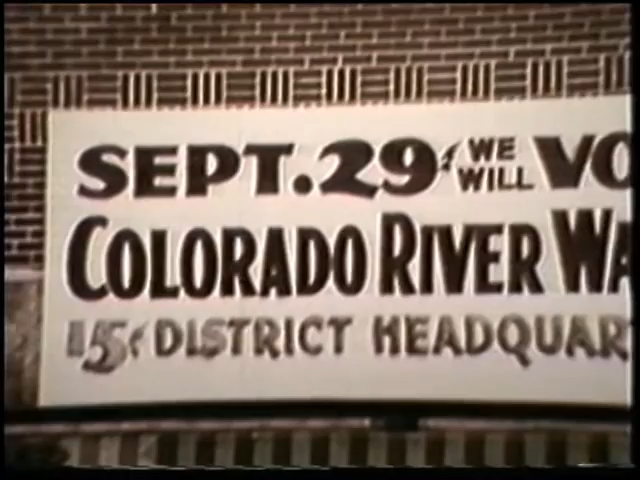 SEPT. 29th WE WILL VO
COLORADO RIVER WA
15th DISTRICT HEADQUAR